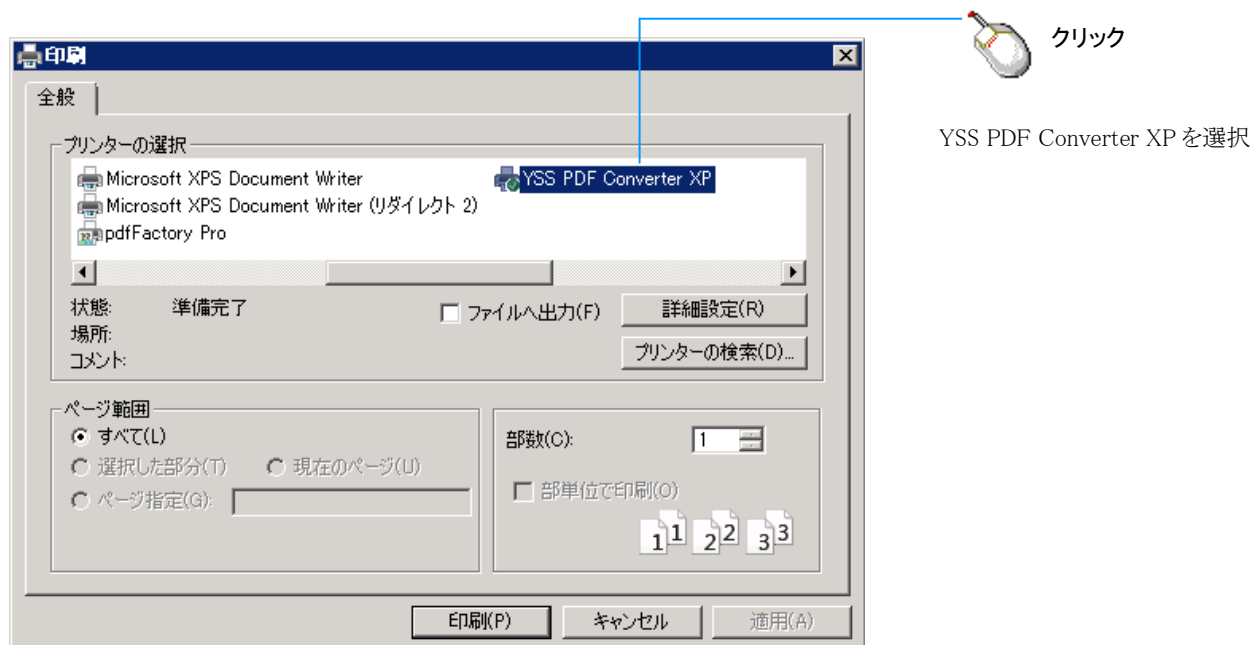 クリック
印刷
全般
YSS PDF Converter XP を選択
プリンターの選択
Microsoft XPS Document Writer
YSS PDF Converter XP
Microsoft XPS Document Writer (リダイレクト 2)
pdfFactory Pro
状態: 準備完了
ファイルへ出力(F)
詳細設定(R)
場所:
コメント:
プリンターの検索(D)...
ページ範囲
すべて(L)
部数(C): 1
選択した部分(T) 現在のページ(U)
ページ指定(G):
部単位で印刷(O)
1 1 2 2 3 3
印刷(P) キャンセル 適用(A)